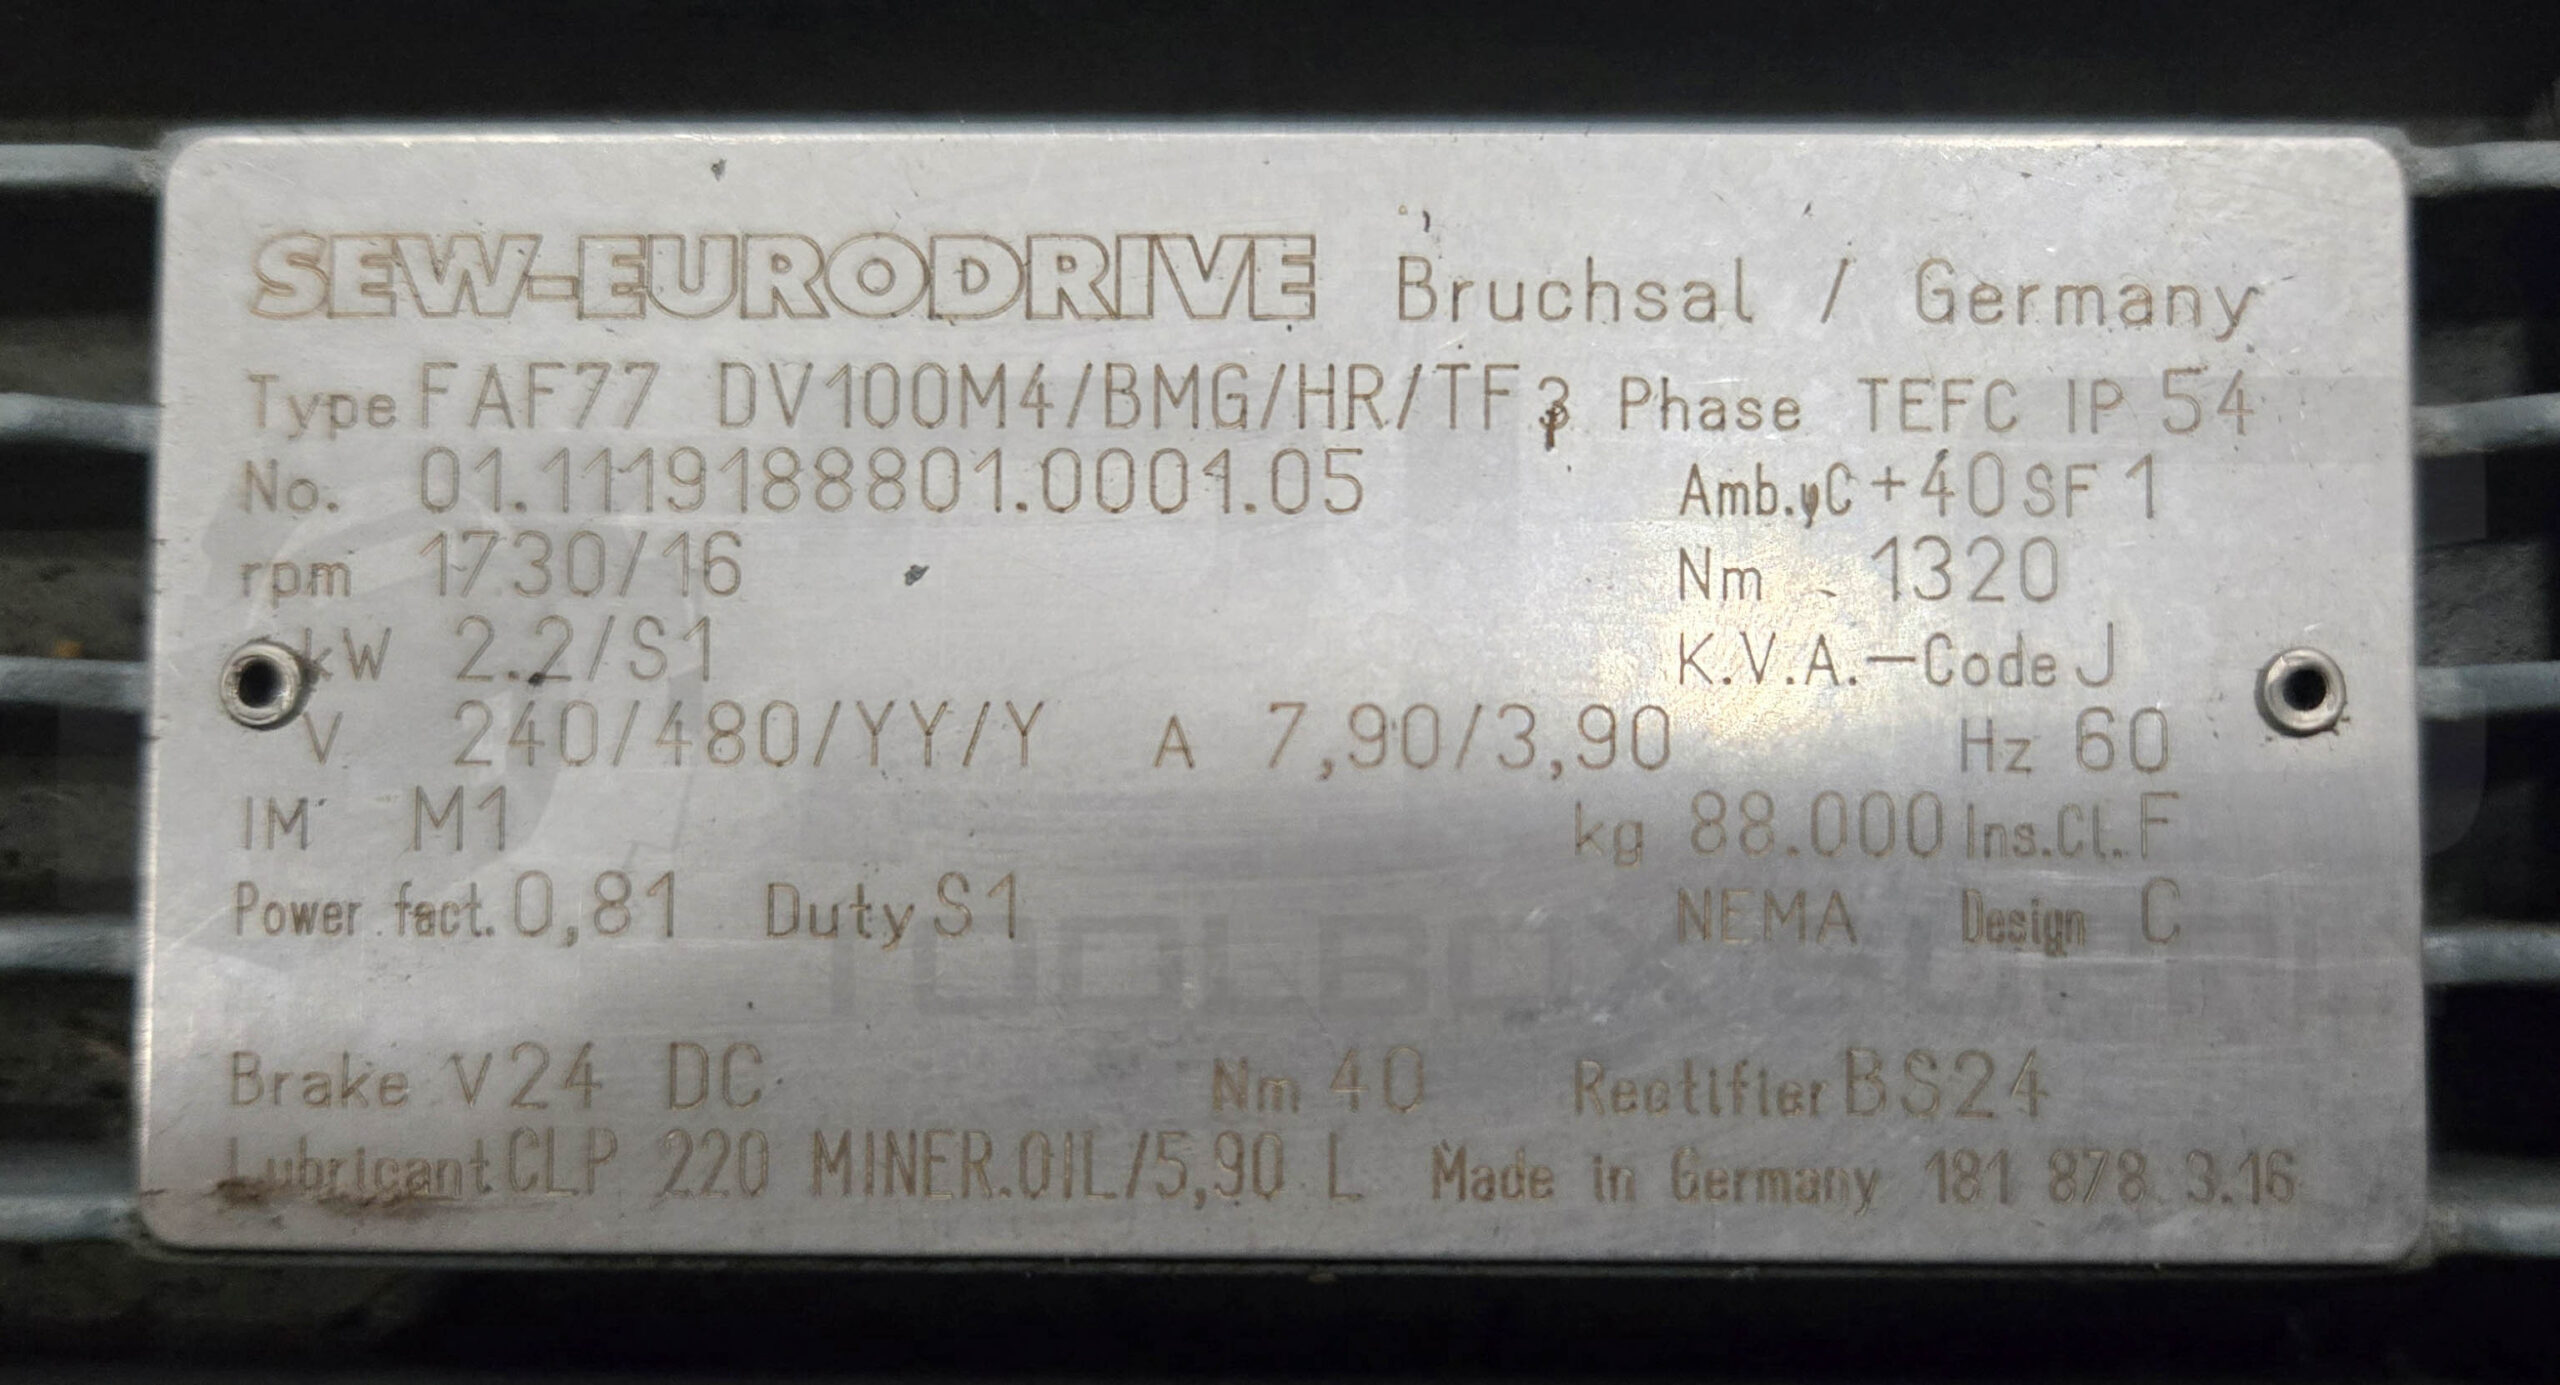 SEW-EURODRIVE Bruchsal / Germany
Type FAF77 DV100M4/BMG/HR/TF 3 Phase TEFC IP 54
No. 01.1119188801.0001.05 Amb.°C +40 SF 1
rpm 1730/16 Nm 1320
kW 2.2/S1 K.V.A.-Code J
V 240/480/YY/Y A 7,90/3,90 Hz 60
IM M1 kg 88.000 Ins.Cl. F
Power fact. 0,81 Duty S1 NEMA Design C
TOOLBOX
Brake V 24 DC Nm 40 Rectifier BS24
Lubricant CLP 220 MINER.OIL/5,90 L Made in Germany 181 878 3.16